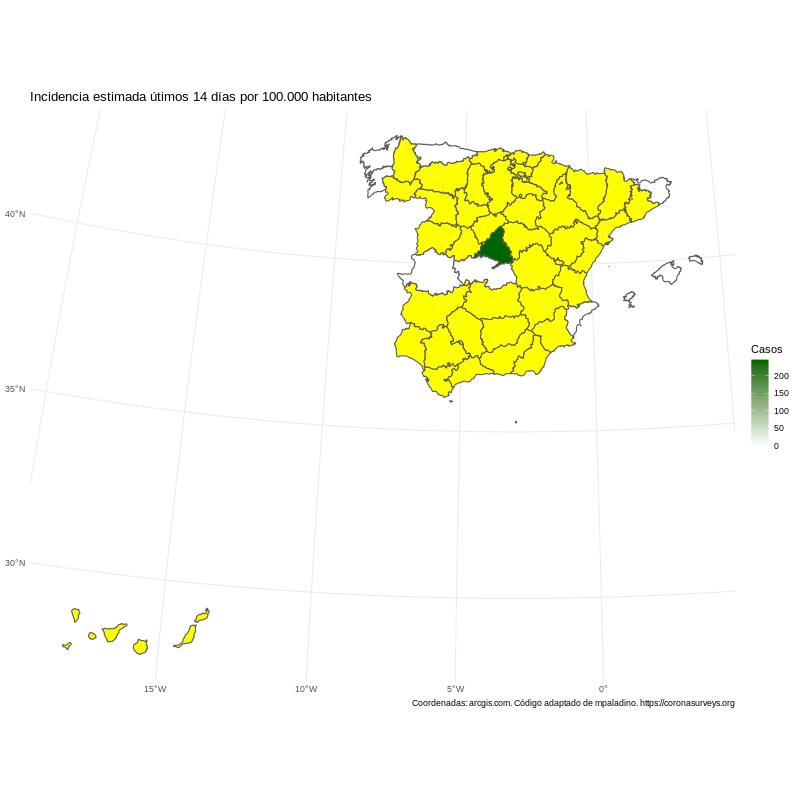 Incidencia estimada útimos 14 días por 100.000 habitantes
40°N
35°N
30°N
15°W
10°W
5°W
0°
Casos
200
150
100
50
0
Coordenadas: arcgis.com. Código adaptado de mpaladino. https://coronasurveys.org